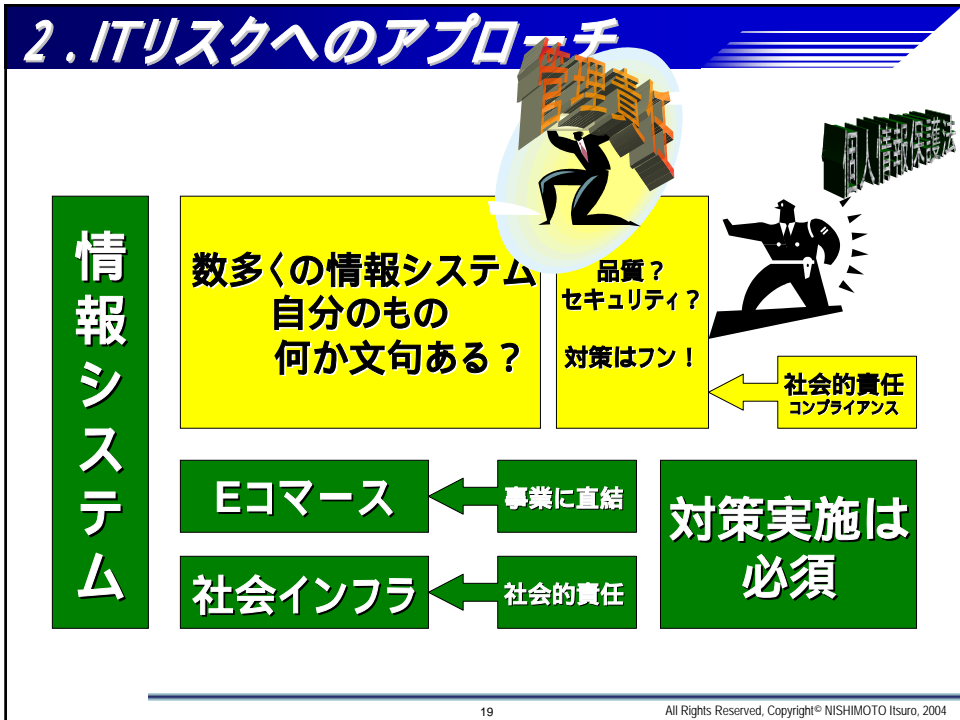 2．ITリスクへのアプローチ
管理責任
個人情報保護法
情報システム
数多くの情報システム
自分のもの
何か文句ある？
品質？
セキュリティ？
対策はフン！
社会的責任
コンプライアンス
Eコマース
事業に直結
対策実施は
必須
社会インフラ
社会的責任
19
All Rights Reserved, Copyright© NISHIMOTO Itsuro, 2004